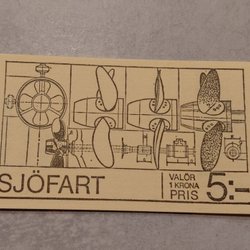 SJÖFART
VALÖR
1 KRONA
PRIS 5:-